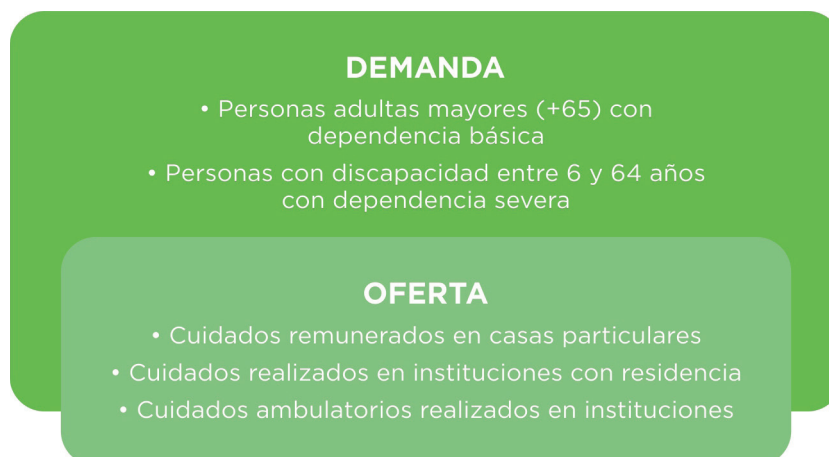 DEMANDA
• Personas adultas mayores (+65) con
dependencia básica
• Personas con discapacidad entre 6 y 64 años
con dependencia severa
OFERTA
• Cuidados remunerados en casas particulares
• Cuidados realizados en instituciones con residencia
• Cuidados ambulatorios realizados en instituciones